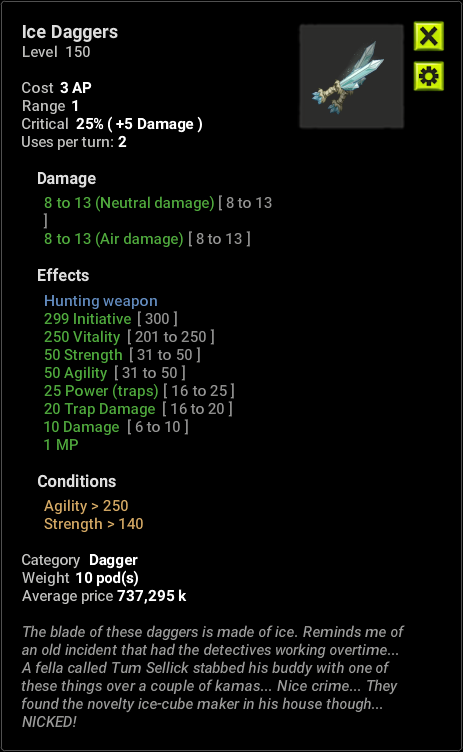 Ice Daggers
Level 150
Cost 3 AP
Range 1
Critical 25% ( +5 Damage )
Uses per turn: 2
Damage
8 to 13 (Neutral damage) [ 8 to 13
]
8 to 13 (Air damage) [ 8 to 13 ]
Effects
Hunting weapon
299 Initiative [ 300 ]
250 Vitality [ 201 to 250 ]
50 Strength [ 31 to 50 ]
50 Agility [ 31 to 50 ]
25 Power (traps) [ 16 to 25 ]
20 Trap Damage [ 16 to 20 ]
10 Damage [ 6 to 10 ]
1 MP
Conditions
Agility > 250
Strength > 140
Category Dagger
Weight 10 pod(s)
Average price 737,295 k
The blade of these daggers is made of ice. Reminds me of
an old incident that had the detectives working overtime...
A fella called Tum Sellick stabbed his buddy with one of
these things over a couple of kamas... Nice crime... They
found the novelty ice-cube maker in his house though...
NICKED!